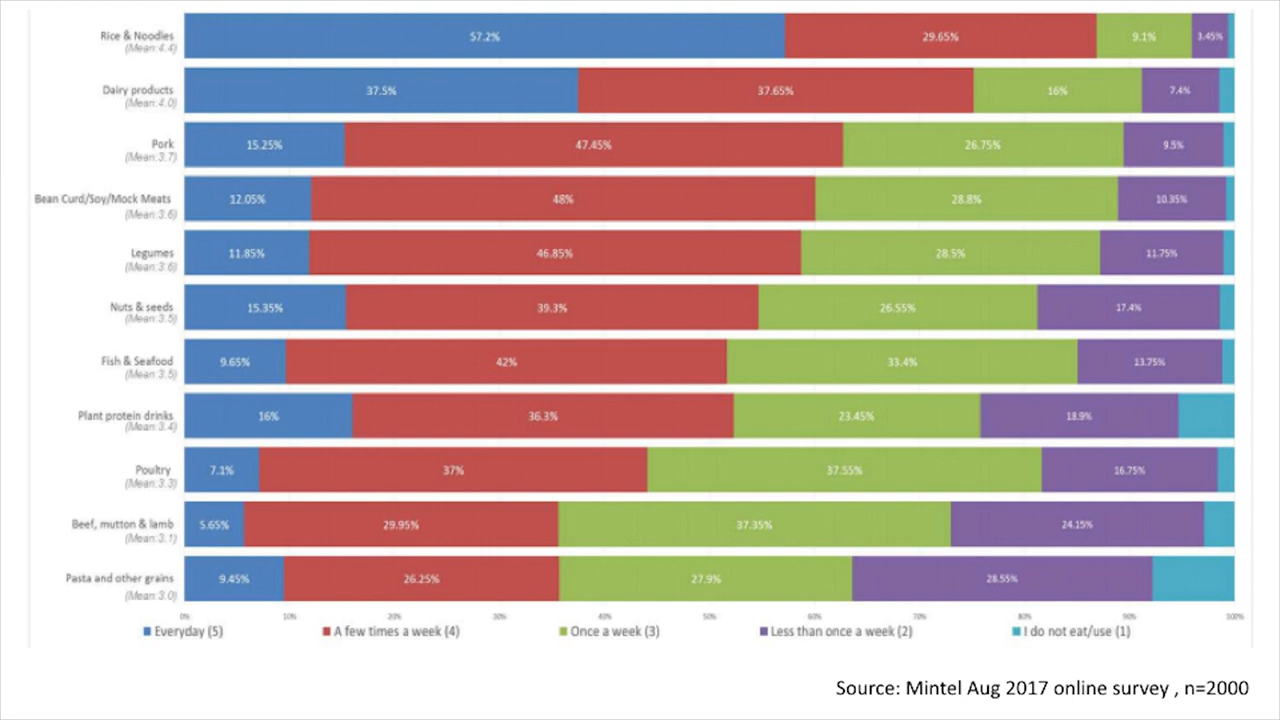 Rice & Noodles
(Mean:4.4)
57.2% 29.65% 9.1% 3.45%
Dairy products
(Mean:4.0)
37.5% 37.65% 16% 7.4%
Pork
(Mean:3.7)
15.25% 47.45% 26.75% 9.5%
Bean Curd/Soy/Mock Meats
(Mean:3.6)
12.05% 48% 28.8% 10.35%
Legumes
(Mean:3.6)
11.85% 46.85% 28.5% 11.75%
Nuts & seeds
(Mean:3.5)
15.35% 39.3% 26.55% 17.4%
Fish & Seafood
(Mean:3.5)
9.65% 42% 33.4% 13.75%
Plant protein drinks
(Mean:3.4)
16% 36.3% 23.45% 18.9%
Poultry
(Mean:3.3)
7.1% 37% 37.55% 16.75%
Beef, mutton & lamb
(Mean:3.1)
5.65% 29.95% 37.35% 24.15%
Pasta and other grains
(Mean:3.0)
9.45% 26.25% 27.9% 28.55%
0% 10% 20% 30% 40% 50% 60% 70% 80% 90% 100%
Everyday (5) A few times a week (4) Once a week (3) Less than once a week (2) I do not eat/use (1)
Source: Mintel Aug 2017 online survey , n=2000